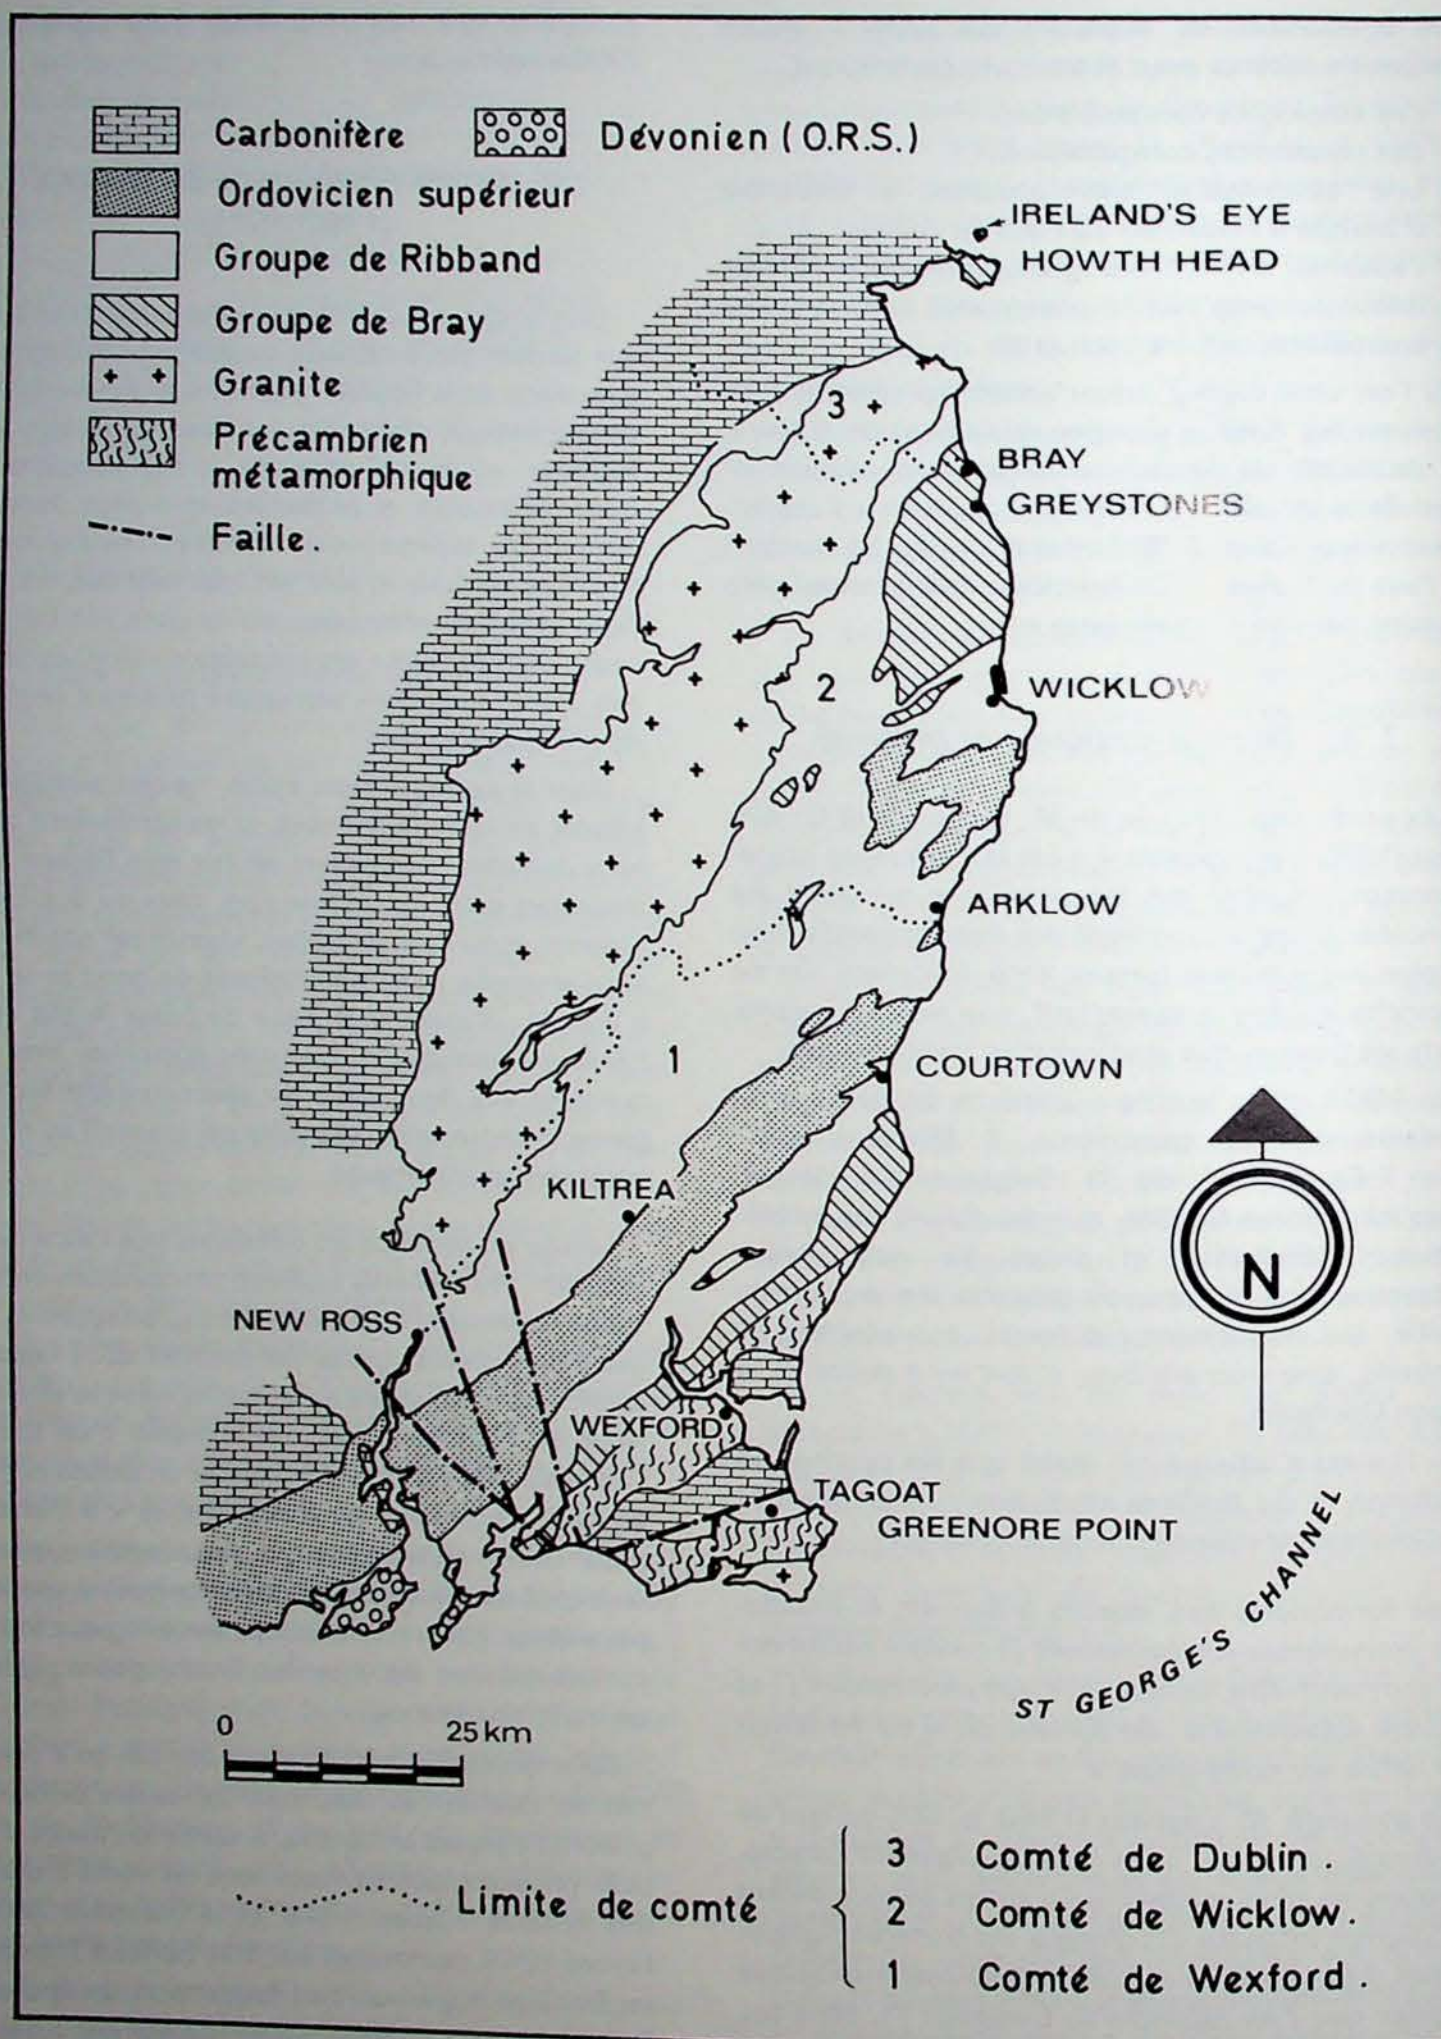 Carbonifère
Dévonien ( O.R.S. )
Ordovicien supérieur
Groupe de Ribband
Groupe de Bray
Granite
Précambrien
métamorphique
Faille .
IRELAND'S EYE
HOWTH HEAD
3
BRAY
GREYSTONES
2
WICKLOW
ARKLOW
1
COURTOWN
KILTREA
N
NEW ROSS
WEXFORD
TAGOAT
GREENORE POINT
ST GEORGE'S CHANNEL
0 25 km
Limite de comté
3 Comté de Dublin .
2 Comté de Wicklow .
1 Comté de Wexford .